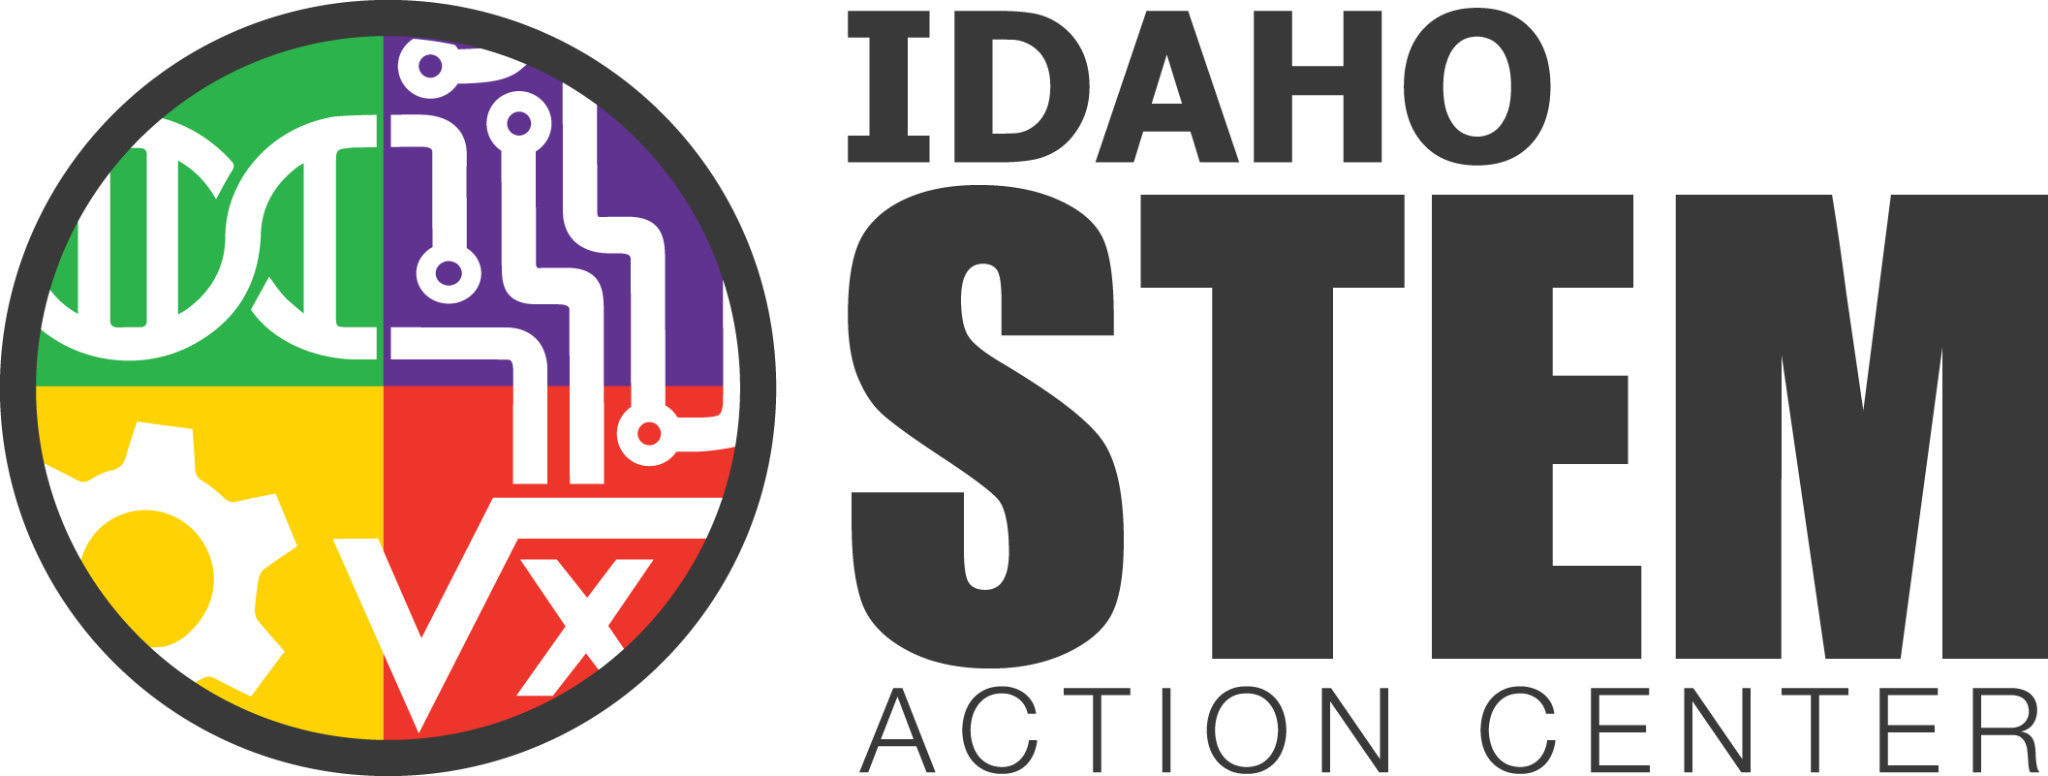 √x
IDAHO
STEM
ACTION CENTER